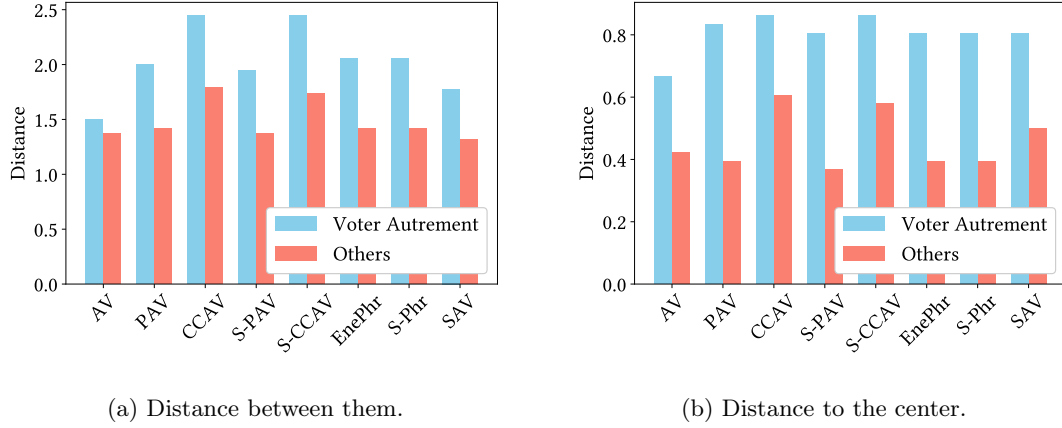 2.5
2.0
1.5
1.0
0.5
0.0
Distance
Voter Autrement
Others
AV
PAV
CCAV
S-PAV
S-CCAV
EnePhr
S-Phr
SAV
(a) Distance between them.
0.8
0.6
0.4
0.2
0.0
Distance
Voter Autrement
Others
AV
PAV
CCAV
S-PAV
S-CCAV
EnePhr
S-Phr
SAV
(b) Distance to the center.